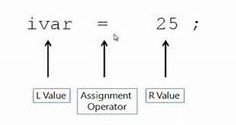 ivar = 25 ;
L Value
Assignment
Operator
R Value